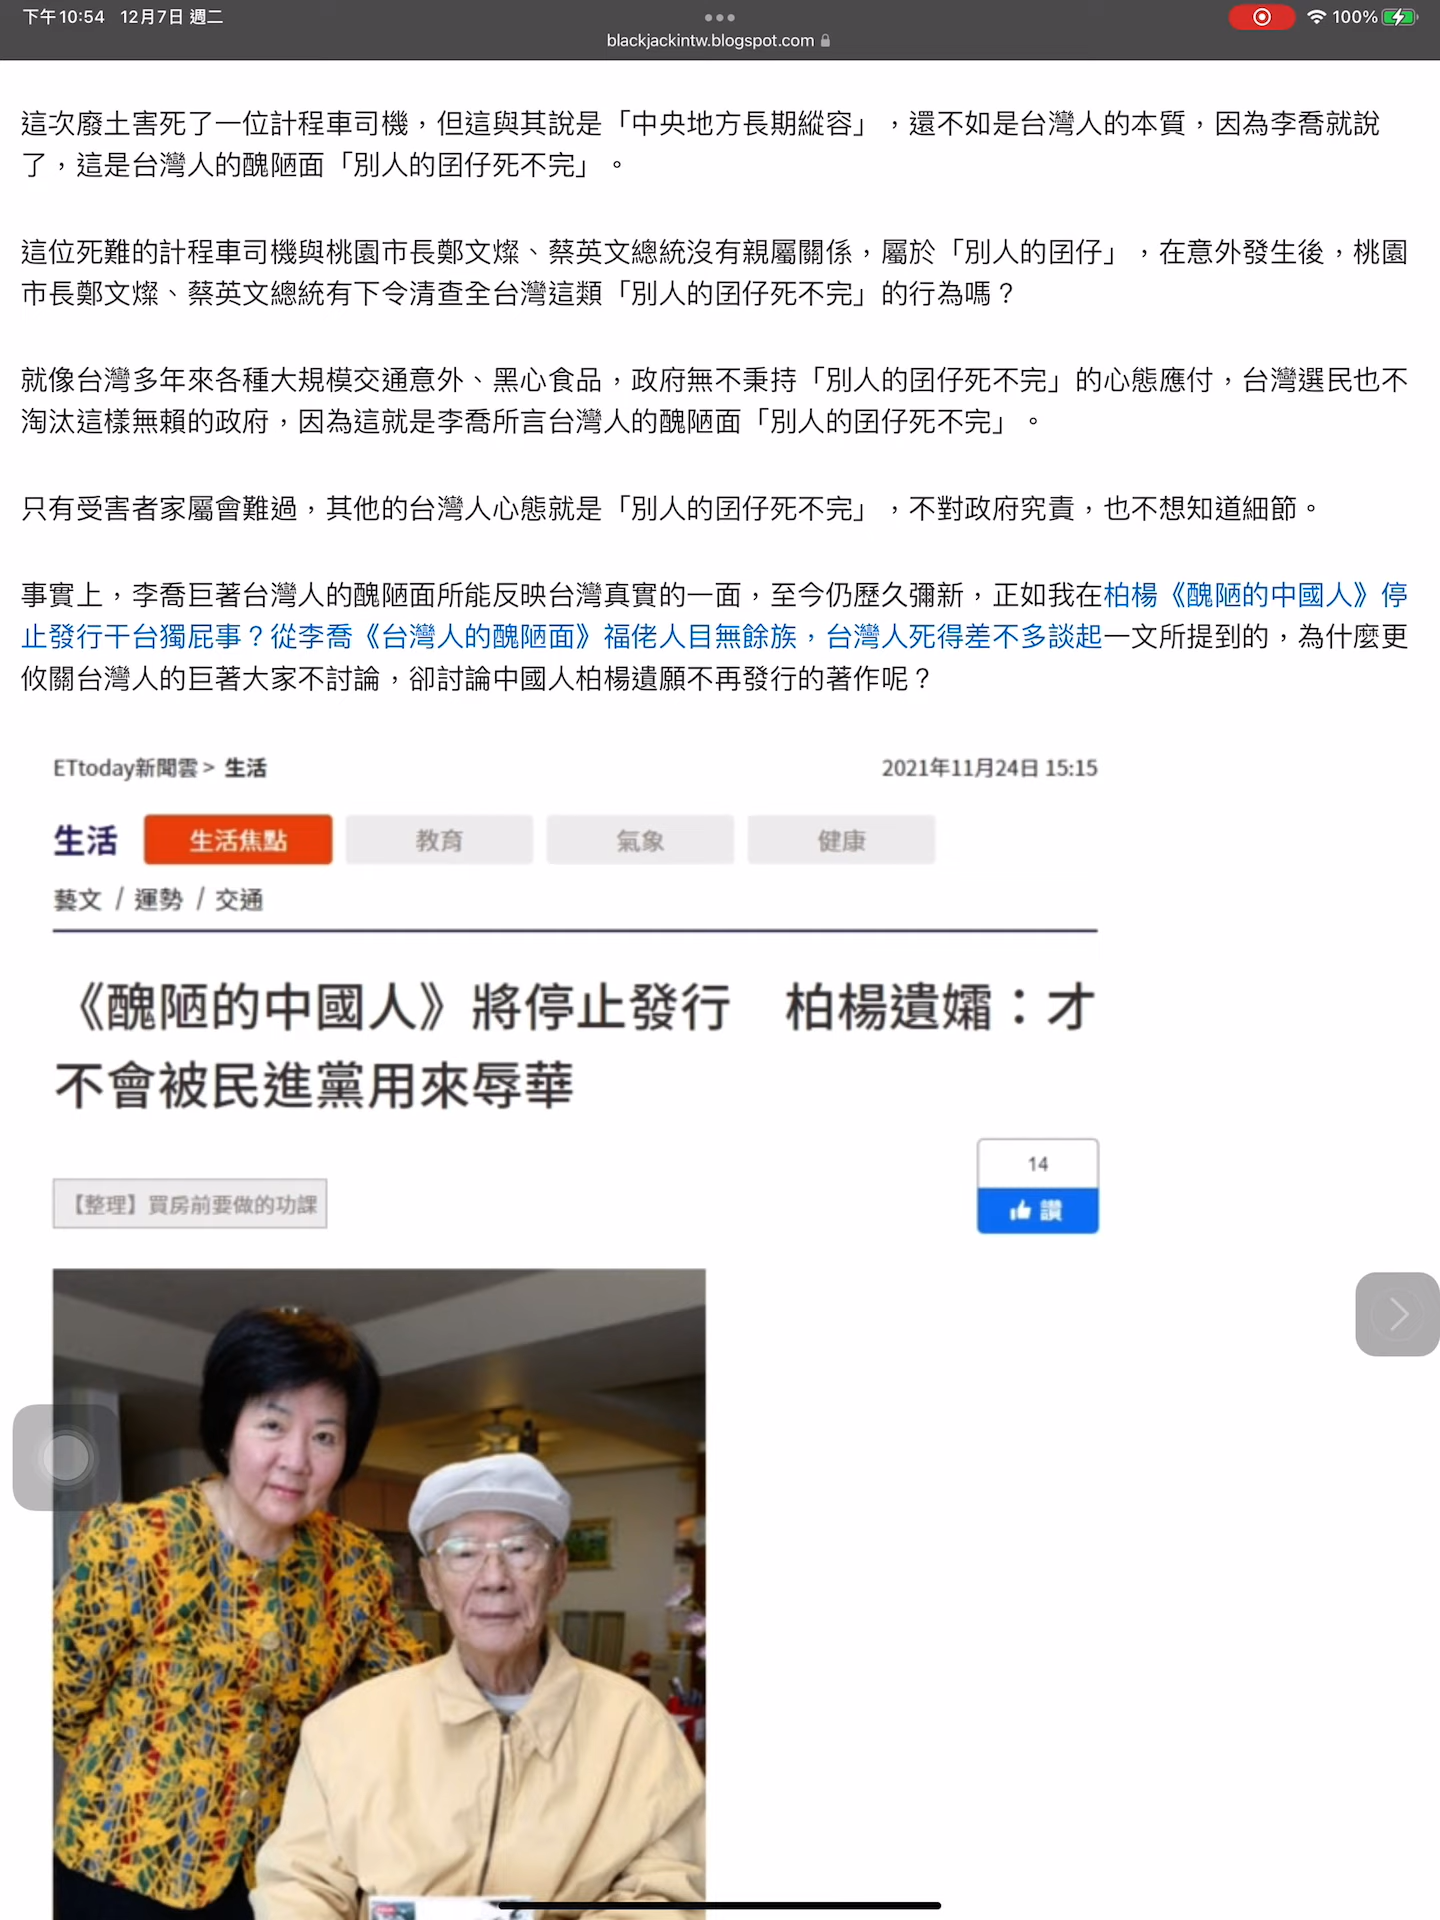 下午10:54 12月7日 週二
100%
blackjackintw.blogspot.com
這次廢土害死了一位計程車司機，但這與其說是「中央地方長期縱容」，還不如是台灣人的本質，因為李喬就說
了，這是台灣人的醜陋面「別人的囝仔死不完」。
這位死難的計程車司機與桃園市長鄭文燦、蔡英文總統沒有親屬關係，屬於「別人的囝仔」，在意外發生後，桃園
市長鄭文燦、蔡英文總統有下令清查全台灣這類「別人的囝仔死不完」的行為嗎？
就像台灣多年來各種大規模交通意外、黑心食品，政府無不秉持「別人的囝仔死不完」的心態應付，台灣選民也不
淘汰這樣無賴的政府，因為這就是李喬所言台灣人的醜陋面「別人的囝仔死不完」。
只有受害者家屬會難過，其他的台灣人心態就是「別人的囝仔死不完」，不對政府究責，也不想知道細節。
事實上，李喬巨著台灣人的醜陋面所能反映台灣真實的一面，至今仍歷久彌新，正如我在柏楊《醜陋的中國人》停
止發行干台獨屁事？從李喬《台灣人的醜陋面》福佬人目無餘族，台灣人死得差不多談起一文所提到的，為什麼更
攸關台灣人的巨著大家不討論，卻討論中國人柏楊遺願不再發行的著作呢？
ETtoday新聞雲 > 生活
2021年11月24日 15:15
生活 生活焦點 教育 氣象 健康
藝文 / 運勢 / 交通
《醜陋的中國人》將停止發行　柏楊遺孀：才
不會被民進黨用來辱華
14
【整理】買房前要做的功課
讚